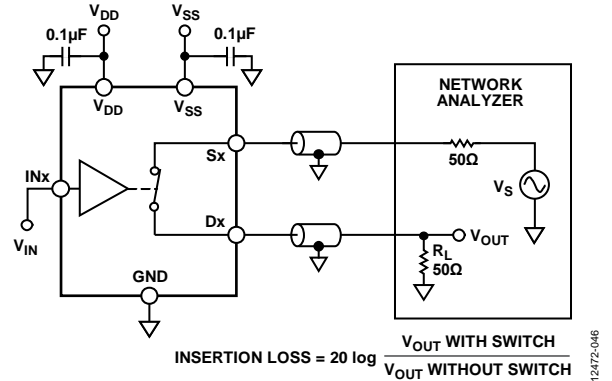 V_DD V_SS
0.1µF 0.1µF
V_DD V_SS
NETWORK
ANALYZER
Sx
50Ω
INx
V_S
Dx
V_OUT
V_IN
R_L
50Ω
GND
INSERTION LOSS = 20 log V_OUT WITH SWITCH
V_OUT WITHOUT SWITCH
12472-046